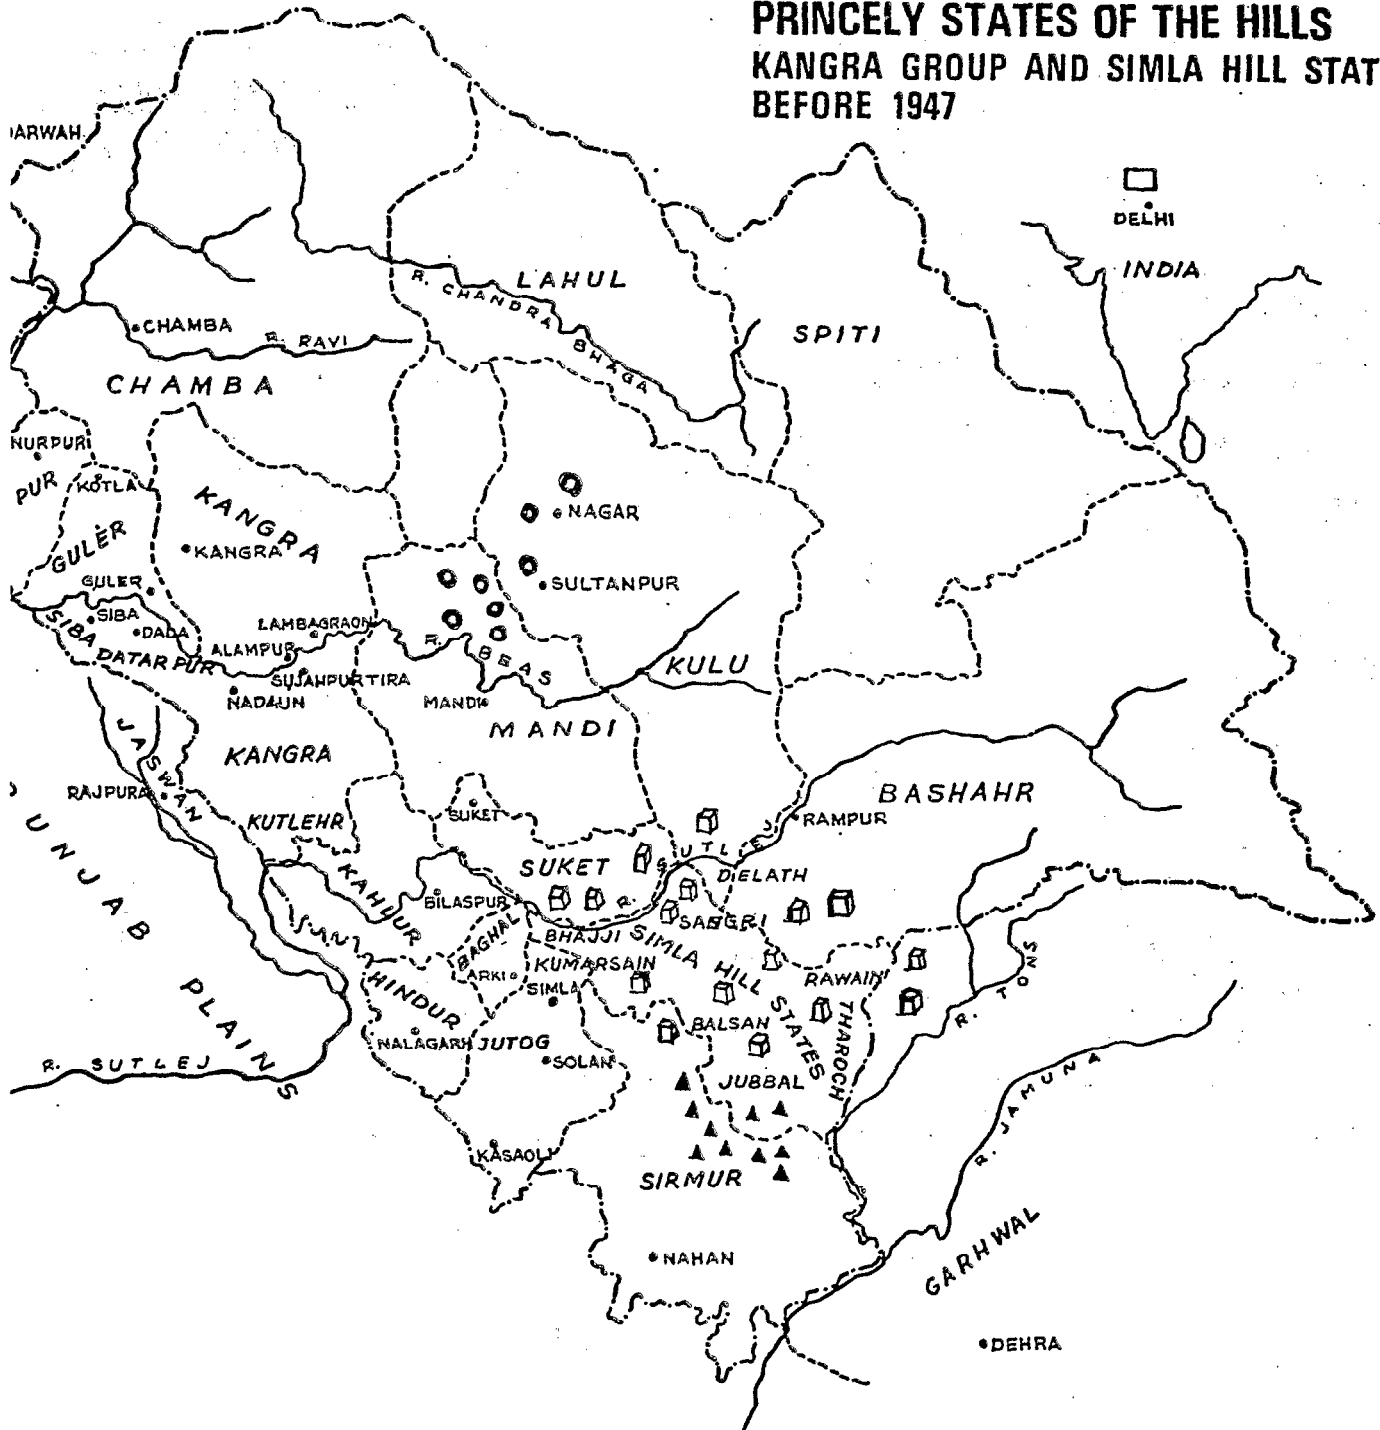 PRINCELY STATES OF THE HILLS
KANGRA GROUP AND SIMLA HILL STAT
BEFORE 1947
DARWAH
DELHI
INDIA
LAHUL
R. CHANDRA BHAGA
SPITI
CHAMBA
R. RAVI
CHAMBA
NURPUR
PUR
KOTLA
KANGRA
KANGRA
GULER
GULER
NAGAR
SULTANPUR
SIBA
SIBA
DADA
DATARPUR
LAMBAGRAON
ALAMPUR
SUJAHPURTIRA
NADAUN
R. BEAS
MANDI
MANDI
KULU
JASWAN
RAJPURA
KANGRA
KUTLEHR
SUKET
SUKET
BASHAHR
RAMPUR
R. SUTLEJ
DIELATH
KAHLUR
BILASPUR
BAGHAL
ARKI
BHAJJI
SANGRI
SIMLA HILL STATES
KUMARSAIN
SIMLA
RAWAIN
HINDUR
NALAGARH
JUTOG
SOLAN
BALSAN
JUBBAL
THAROCH
R. TONS
PUNJAB PLAINS
R. SUTLEJ
R. JAMUNA
KASAOLI
SIRMUR
NAHAN
GARHWAL
DEHRA